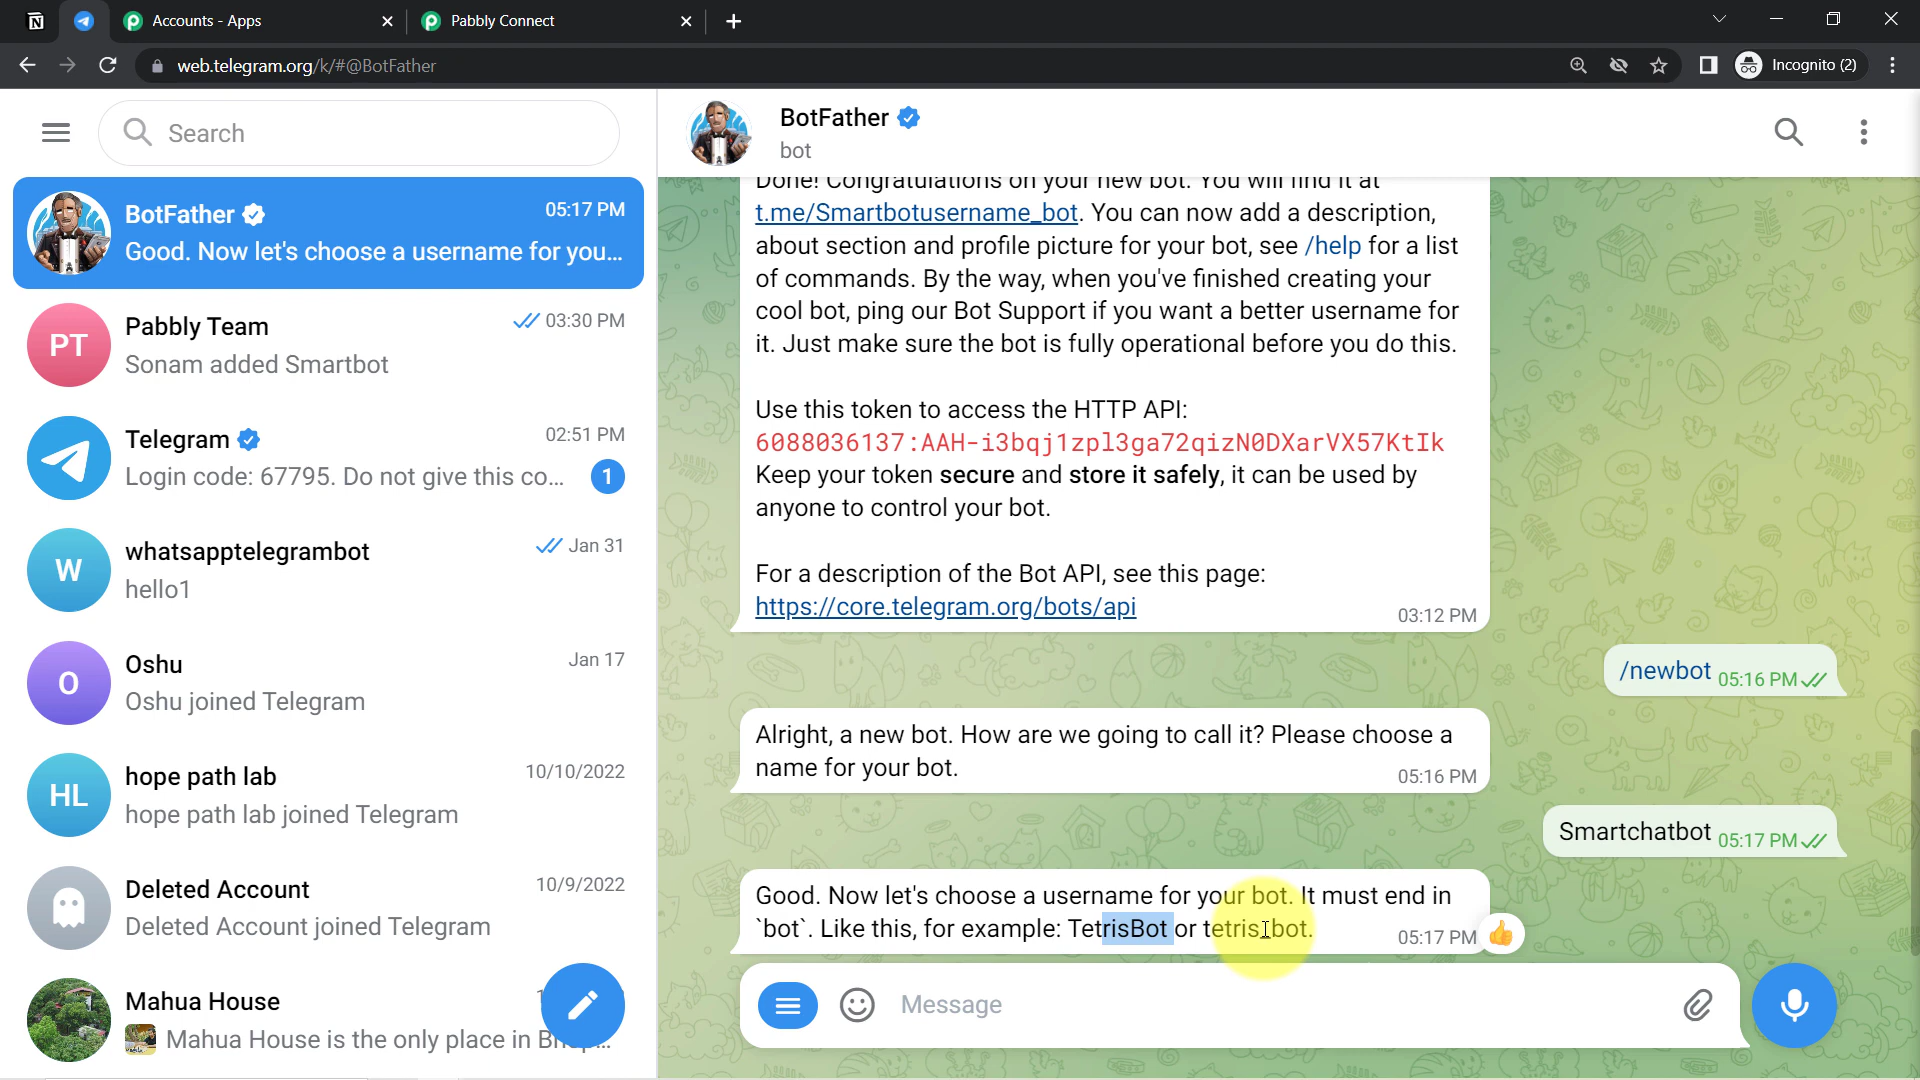 Accounts - Apps
Pabbly Connect
web.telegram.org/k/#@BotFather
Incognito (2)
Search
BotFather
bot
BotFather 05:17 PM
Good. Now let's choose a username for you...
Pabbly Team 03:30 PM
Sonam added Smartbot
PT
Telegram 02:51 PM
Login code: 67795. Do not give this co... 1
whatsapptelegrambot Jan 31
hello1
W
Oshu Jan 17
Oshu joined Telegram
O
hope path lab 10/10/2022
hope path lab joined Telegram
HL
Deleted Account 10/9/2022
Deleted Account joined Telegram
Mahua House
Mahua House is the only place in
Done! Congratulations on your new bot. You will find it at
t.me/Smartbotusername_bot. You can now add a description,
about section and profile picture for your bot, see /help for a list
of commands. By the way, when you've finished creating your
cool bot, ping our Bot Support if you want a better username for
it. Just make sure the bot is fully operational before you do this.
Use this token to access the HTTP API:
6088036137:AAH-i3bqj1zpl3ga72qizN0DXarVX57KtIk
Keep your token secure and store it safely, it can be used by
anyone to control your bot.
For a description of the Bot API, see this page:
https://core.telegram.org/bots/api 03:12 PM
/newbot 05:16 PM
Alright, a new bot. How are we going to call it? Please choose a
name for your bot. 05:16 PM
Smartchatbot 05:17 PM
Good. Now let's choose a username for your bot. It must end in
`bot`. Like this, for example: TetrisBot or tetris_bot. 05:17 PM
Message